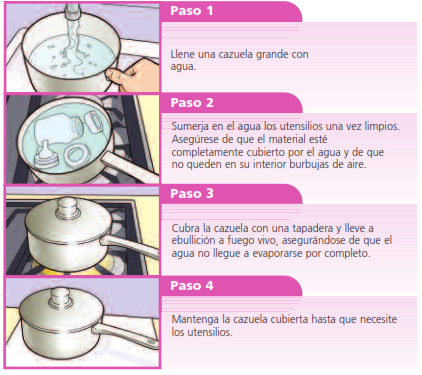 Paso 1
Llene una cazuela grande con
agua.
Paso 2
Sumerja en el agua los utensilios una vez limpios.
Asegúrese de que el material esté
completamente cubierto por el agua y de que
no queden en su interior burbujas de aire.
Paso 3
Cubra la cazuela con una tapadera y lleve a
ebullición a fuego vivo, asegurándose de que el
agua no llegue a evaporarse por completo.
Paso 4
Mantenga la cazuela cubierta hasta que necesite
los utensilios.